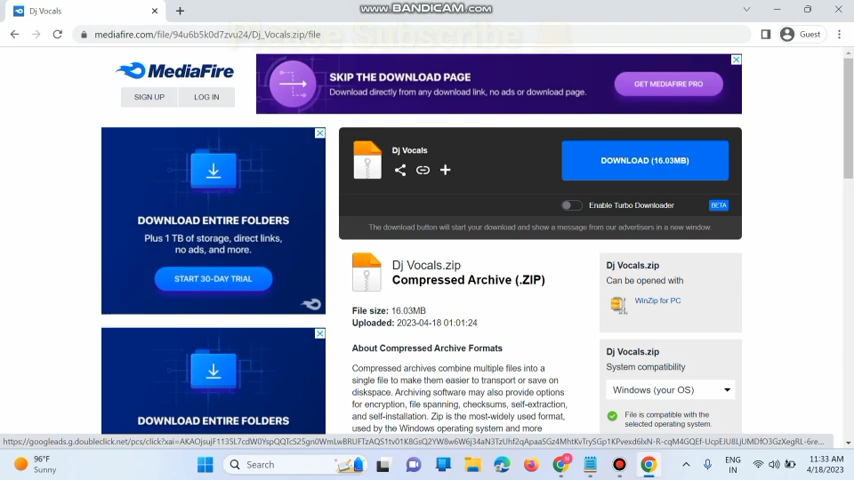 www.BANDICAM.com
Dj Vocals
mediafire.com/file/94u6b5k0d7zvu24/Dj_Vocals.zip/file
Guest
Please Subscribe
MediaFire
SIGN UP
LOG IN
SKIP THE DOWNLOAD PAGE
Download directly from any download link, no ads or download page.
GET MEDIAFIRE PRO
Dj Vocals
DOWNLOAD (16.03MB)
Enable Turbo Downloader
BETA
The download button will start your download and show a message from our advertisers in a new window.
DOWNLOAD ENTIRE FOLDERS
Plus 1 TB of storage, direct links,
no ads, and more.
START 30-DAY TRIAL
Dj Vocals.zip
Compressed Archive (.ZIP)
File size: 16.03MB
Uploaded: 2023-04-18 01:01:24
About Compressed Archive Formats
Compressed archives combine multiple files into a
single file to make them easier to transport or save on
diskspace. Archiving software may also provide options
for encryption, file spanning, checksums, self-extraction,
and self-installation. Zip is the most-widely used format,
used by the Windows operating system and more
Dj Vocals.zip
Can be opened with
WinZip for PC
Dj Vocals.zip
System compatibility
Windows (your OS)
File is compatible with the
selected operating system.
DOWNLOAD ENTIRE FOLDERS
96°F
Sunny
Search
ENG
IN
11:33 AM
4/18/2023